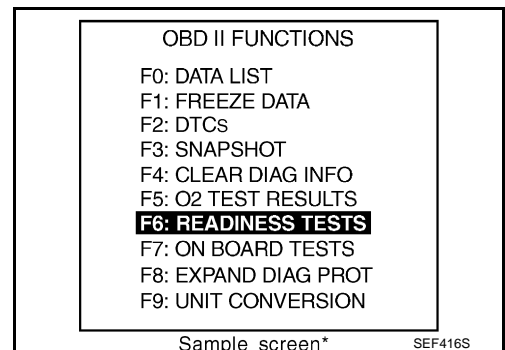 OBD II FUNCTIONS
F0: DATA LIST
F1: FREEZE DATA
F2: DTCs
F3: SNAPSHOT
F4: CLEAR DIAG INFO
F5: O2 TEST RESULTS
F6: READINESS TESTS
F7: ON BOARD TESTS
F8: EXPAND DIAG PROT
F9: UNIT CONVERSION
Sample screen* SEF416S